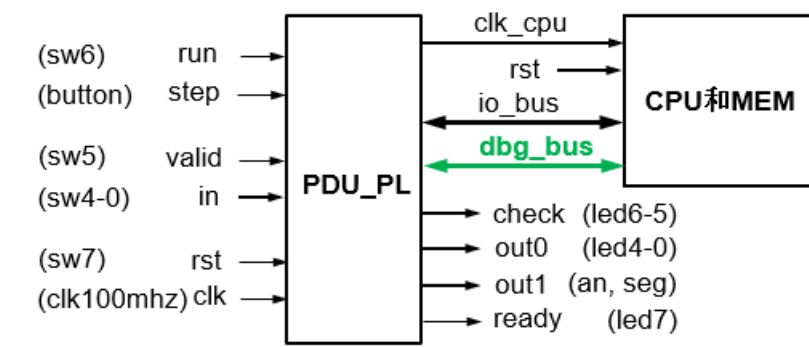 clk_cpu
(sw6) run
rst
(button) step
io_bus
CPU和MEM
dbg_bus
(sw5) valid
(sw4-0) in
PDU_PL
check (led6-5)
out0 (led4-0)
(sw7) rst
out1 (an, seg)
(clk100mhz) clk
ready (led7)